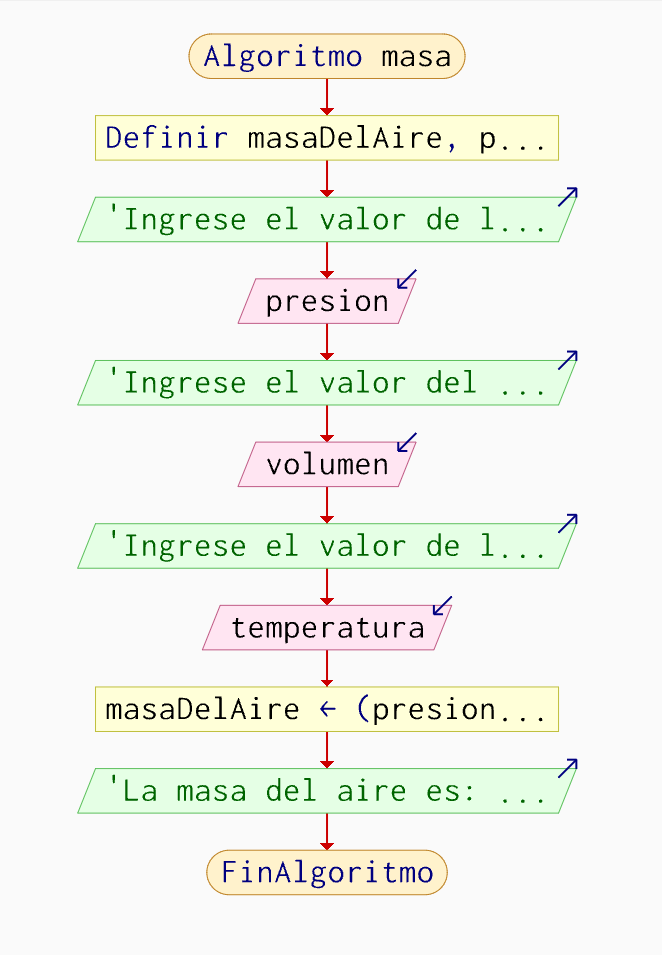 Algoritmo masa
Definir masaDelAire, p...
'Ingrese el valor de l...
presion
'Ingrese el valor del ...
volumen
'Ingrese el valor de l...
temperatura
masaDelAire ← (presion...
'La masa del aire es: ...
FinAlgoritmo